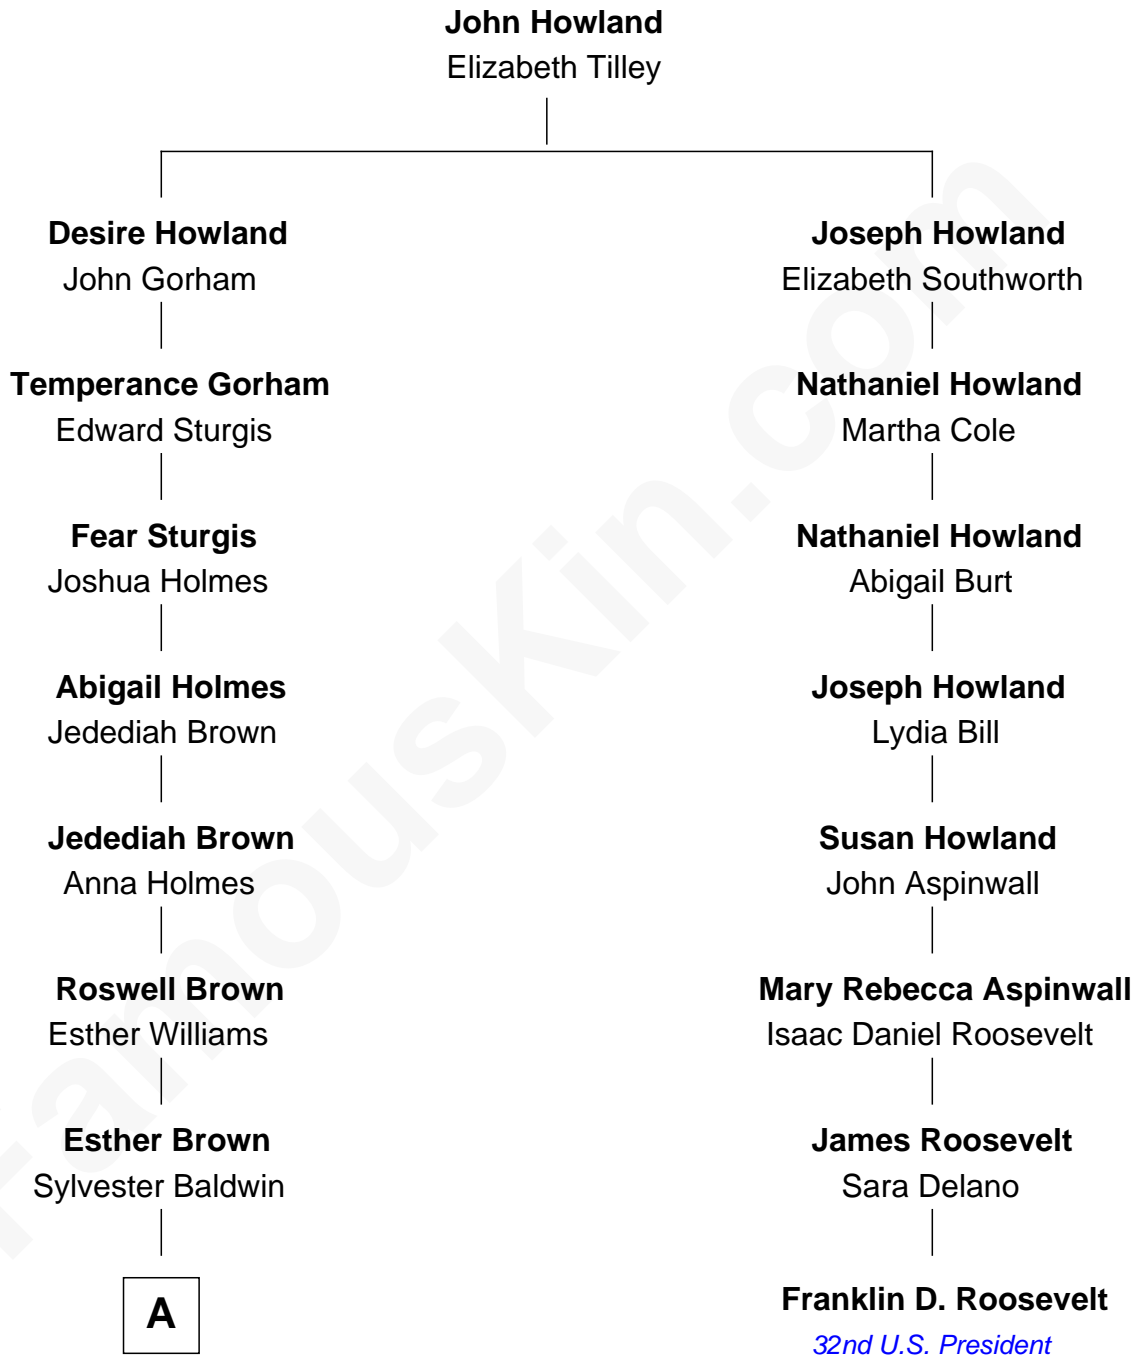 John Howland
Elizabeth Tilley
Desire Howland
John Gorham
Joseph Howland
Elizabeth Southworth
Temperance Gorham
Edward Sturgis
Nathaniel Howland
Martha Cole
Fear Sturgis
Joshua Holmes
Nathaniel Howland
Abigail Burt
Abigail Holmes
Jedediah Brown
Joseph Howland
Lydia Bill
Jedediah Brown
Anna Holmes
Susan Howland
John Aspinwall
Roswell Brown
Esther Williams
Mary Rebecca Aspinwall
Isaac Daniel Roosevelt
Esther Brown
Sylvester Baldwin
James Roosevelt
Sara Delano
A
Franklin D. Roosevelt
32nd U.S. President
FamousKin.com